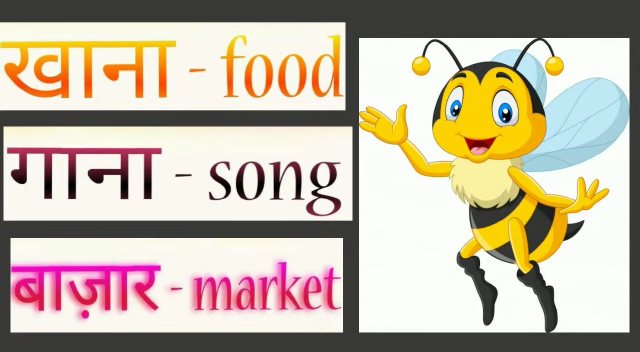 खाना - food
गाना - song
बाज़ार - market